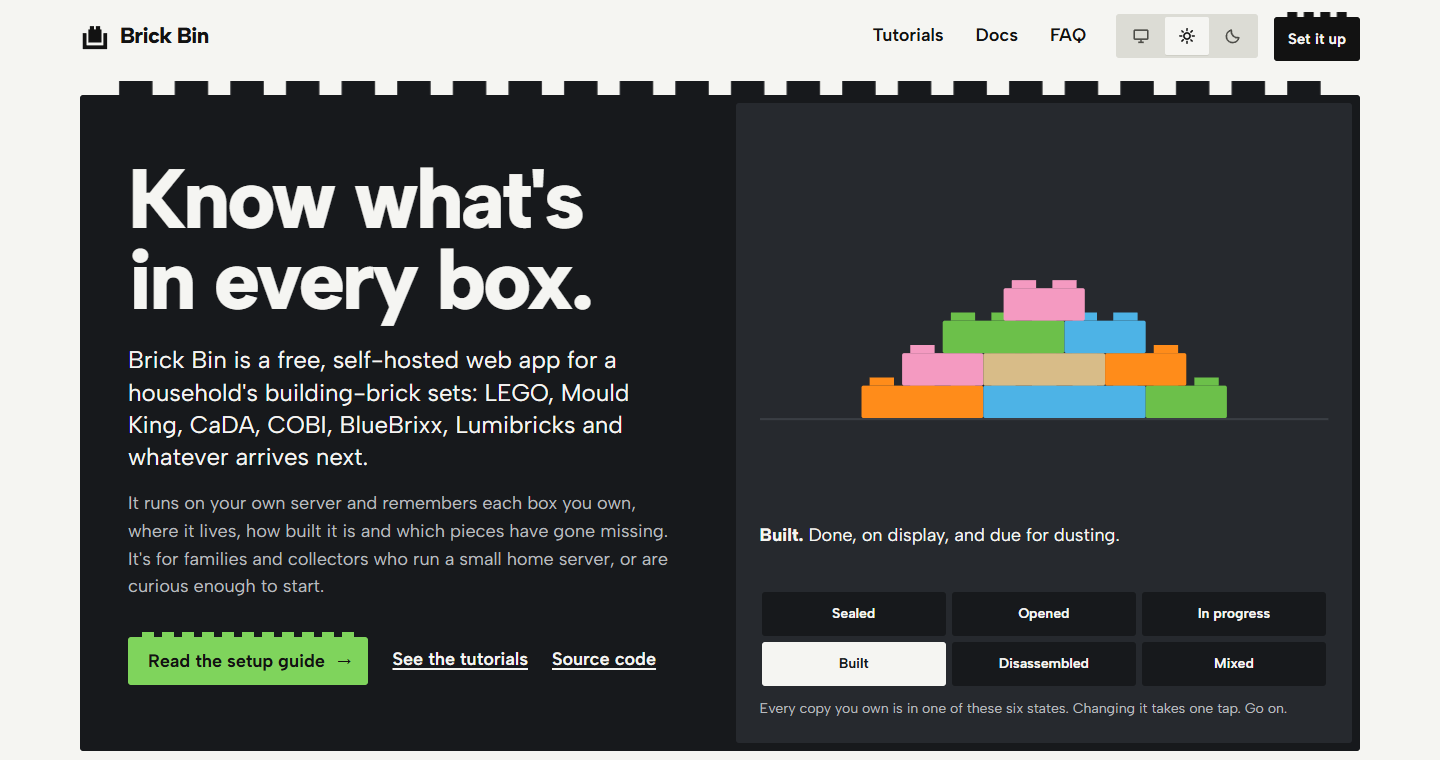 Brick Bin
Tutorials
Docs
FAQ
Set it up
Know what's
in every box.
Brick Bin is a free, self-hosted web app for a
household's building-brick sets: LEGO, Mould
King, CaDA, COBI, BlueBrixx, Lumibricks and
whatever arrives next.
It runs on your own server and remembers each box you own,
where it lives, how built it is and which pieces have gone missing.
It's for families and collectors who run a small home server, or are
curious enough to start.
Read the setup guide →
See the tutorials
Source code
Built. Done, on display, and due for dusting.
Sealed
Opened
In progress
Built
Disassembled
Mixed
Every copy you own is in one of these six states. Changing it takes one tap. Go on.